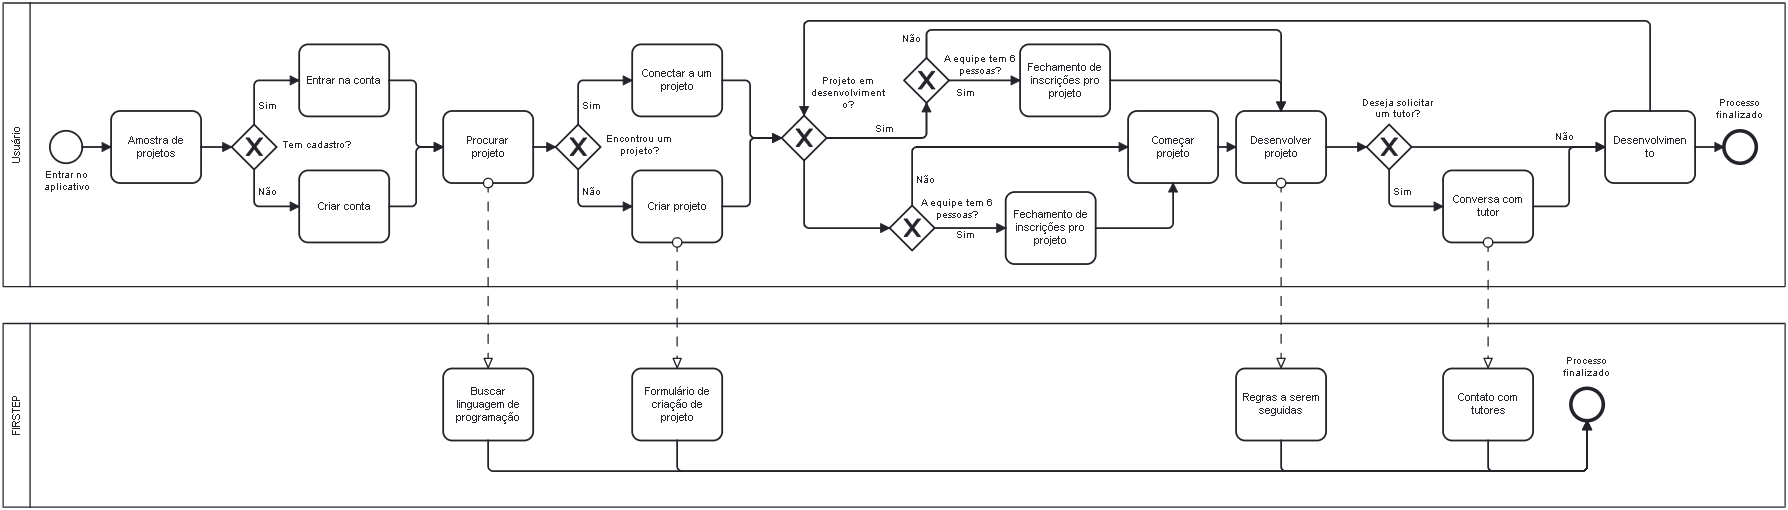 Usuário
Entrar no
aplicativo
Amostra de
projetos
Tem cadastro?
Sim
Entrar na conta
Não
Criar conta
Procurar
projeto
Encontrou um
projeto?
Sim
Conectar a um
projeto
Não
Criar projeto
Projeto em
desenvolviment
o?
Sim
A equipe tem 6
pessoas?
Não
Sim
Fechamento de
inscrições pro
projeto
A equipe tem 6
pessoas?
Não
Sim
Fechamento de
inscrições pro
projeto
Começar
projeto
Desenvolver
projeto
Deseja solicitar
um tutor?
Não
Sim
Conversa com
tutor
Desenvolvimen
to
Processo
finalizado
FIRSTEP
Buscar
linguagem de
programação
Formulário de
criação de
projeto
Regras a serem
seguidas
Contato com
tutores
Processo
finalizado